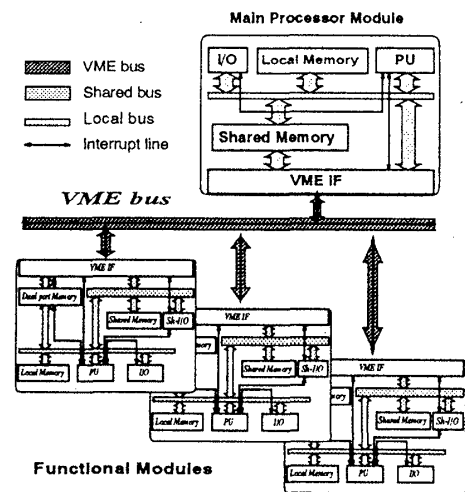 Main Processor Module
VME bus
Shared bus
Local bus
Interrupt line
I/O
Local Memory
PU
Shared Memory
VME IF
VME bus
VME IF
Dual port Memory
Shared Memory
Sh-I/O
Local Memory
PU
I/O
VME IF
Memory
Shared Memory
Sh-I/O
Local Memory
PU
I/O
VME IF
Memory
Shared Memory
Sh-I/O
Local Memory
PU
I/O
Functional Modules